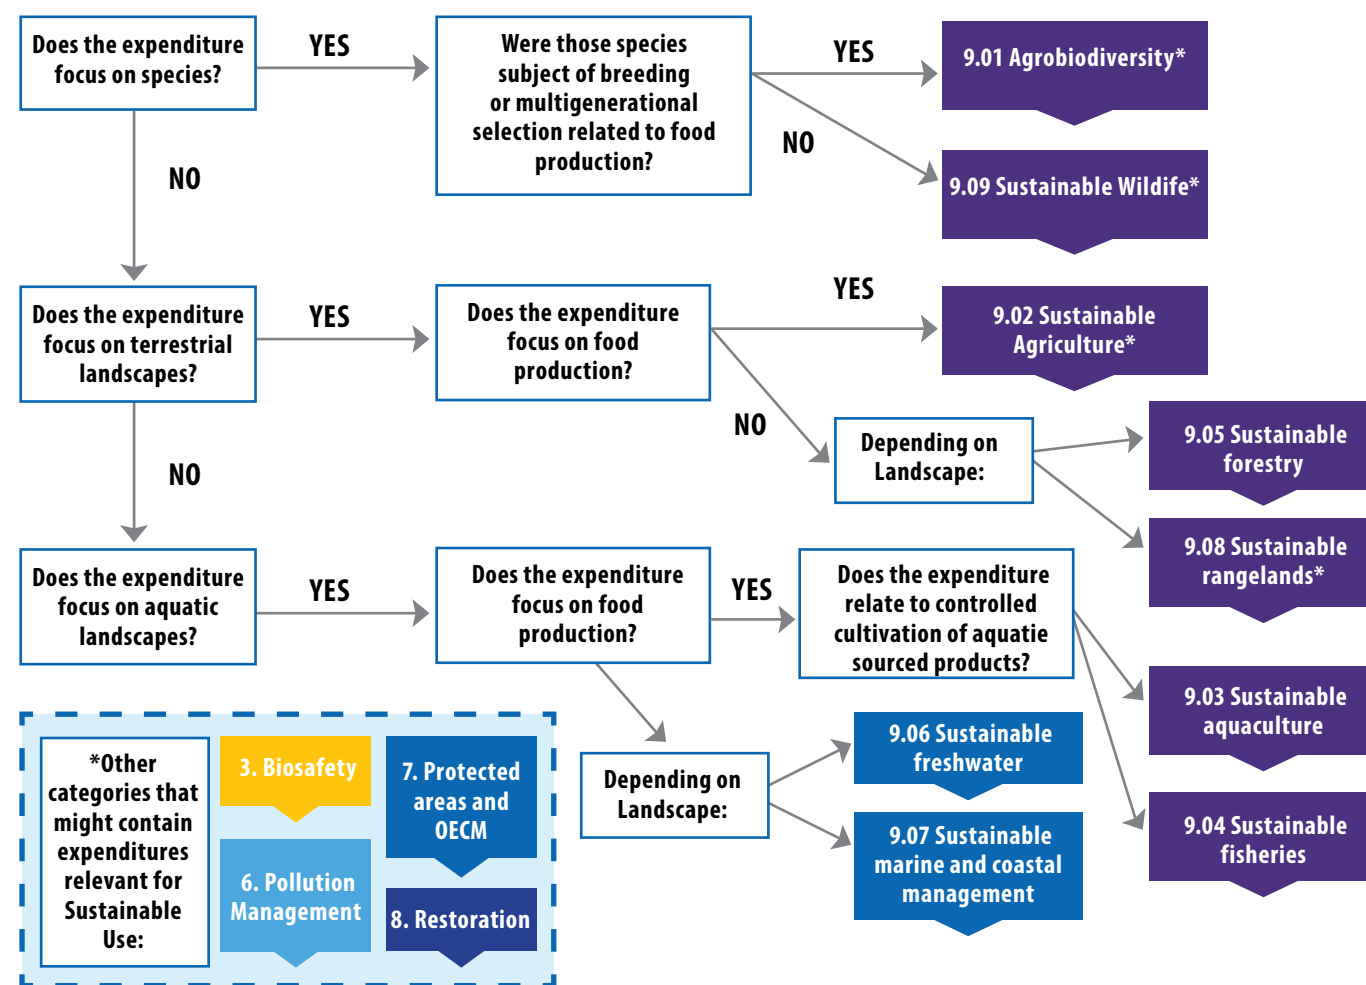 Does the expenditure
focus on species?
YES
Were those species
subject of breeding
or multigenerational
selection related to food
production?
YES
9.01 Agrobiodiversity*
NO
9.09 Sustainable Wildife*
NO
Does the expenditure
focus on terrestrial
landscapes?
YES
Does the expenditure
focus on food
production?
YES
9.02 Sustainable
Agriculture*
NO
Depending on
Landscape:
9.05 Sustainable
forestry
9.08 Sustainable
rangelands*
NO
Does the expenditure
focus on aquatic
landscapes?
YES
Does the expenditure
focus on food
production?
YES
Does the expenditure
relate to controlled
cultivation of aquatie
sourced products?
9.03 Sustainable
aquaculture
9.04 Sustainable
fisheries
Depending on
Landscape:
9.06 Sustainable
freshwater
9.07 Sustainable
marine and coastal
management
*Other
categories that
might contain
expenditures
relevant for
Sustainable
Use:
3. Biosafety
6. Pollution
Management
7. Protected
areas and
OECM
8. Restoration